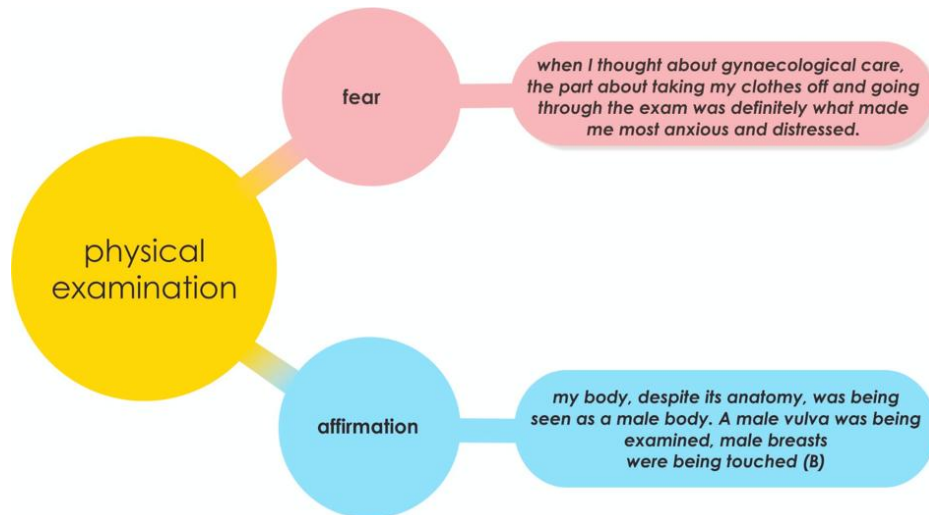 physical
examination
fear
when I thought about gynaecological care,
the part about taking my clothes off and going
through the exam was definitely what made
me most anxious and distressed.
affirmation
my body, despite its anatomy, was being
seen as a male body. A male vulva was being
examined, male breasts
were being touched (B)